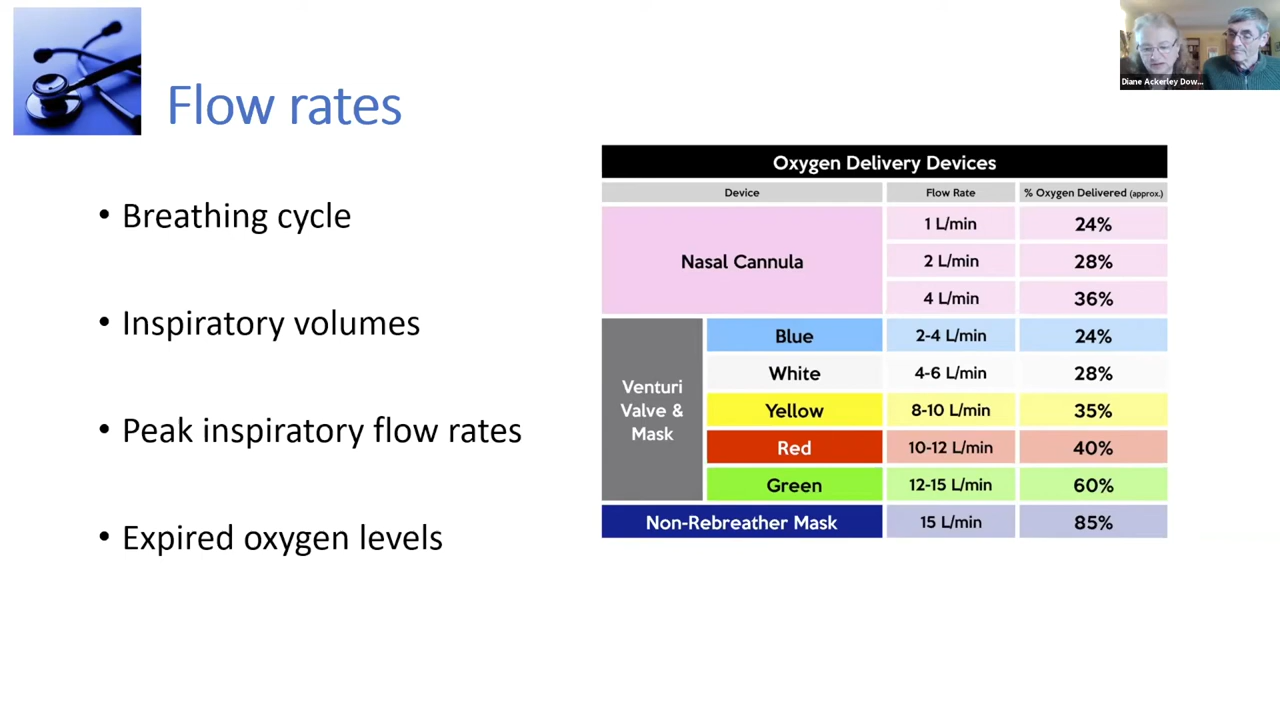 Flow rates
• Breathing cycle
• Inspiratory volumes
• Peak inspiratory flow rates
• Expired oxygen levels
Oxygen Delivery Devices
Device Flow Rate % Oxygen Delivered (approx.)
Nasal Cannula
1 L/min 24%
2 L/min 28%
4 L/min 36%
Venturi
Valve &
Mask
Blue 2-4 L/min 24%
White 4-6 L/min 28%
Yellow 8-10 L/min 35%
Red 10-12 L/min 40%
Green 12-15 L/min 60%
Non-Rebreather Mask 15 L/min 85%
Diane Ackerley Dow...